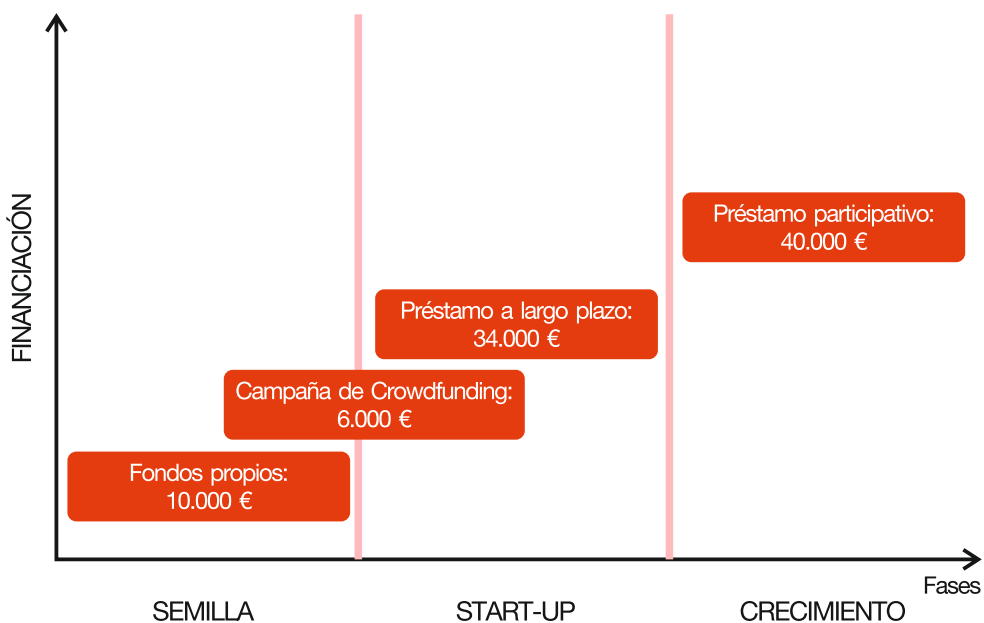 FINANCIACIÓN
Préstamo participativo:
40.000 €
Préstamo a largo plazo:
34.000 €
Campaña de Crowdfunding:
6.000 €
Fondos propios:
10.000 €
Fases
SEMILLA
START-UP
CRECIMIENTO